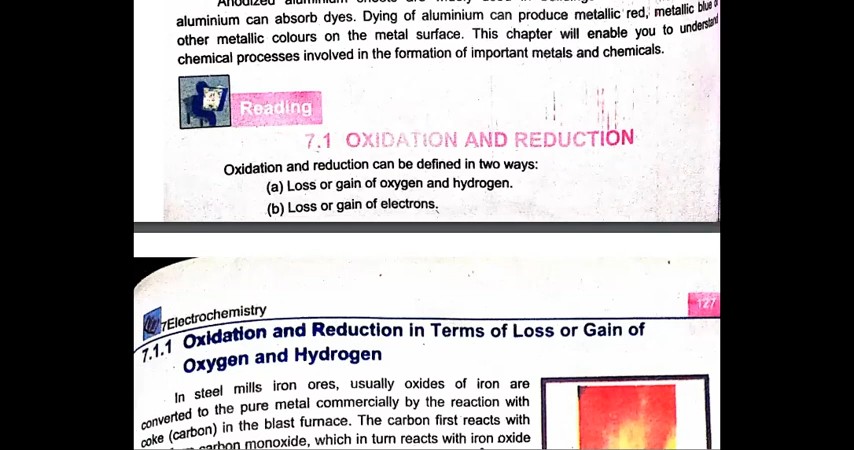 Anodized aluminium sheets are
aluminium can absorb dyes. Dying of aluminium can produce metallic red, metallic blue
other metallic colours on the metal surface. This chapter will enable you to understand
chemical processes involved in the formation of important metals and chemicals.
Reading
7.1 OXIDATION AND REDUCTION
Oxidation and reduction can be defined in two ways:
(a) Loss or gain of oxygen and hydrogen.
(b) Loss or gain of electrons.
127
7Electrochemistry
7.1.1 Oxidation and Reduction in Terms of Loss or Gain of
Oxygen and Hydrogen
In steel mills iron ores, usually oxides of iron are
converted to the pure metal commercially by the reaction with
coke (carbon) in the blast furnace. The carbon first reacts with
carbon monoxide, which in turn reacts with iron oxide